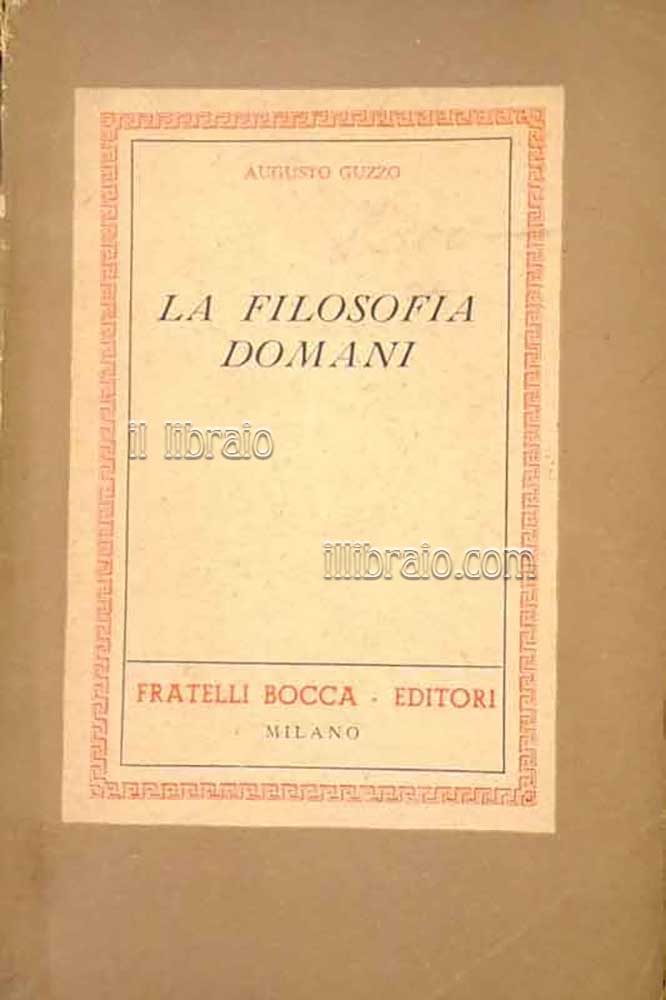 AUGUSTO GUZZO
LA FILOSOFIA
DOMANI
il libraio
illibraio.com
FRATELLI BOCCA - EDITORI
MILANO